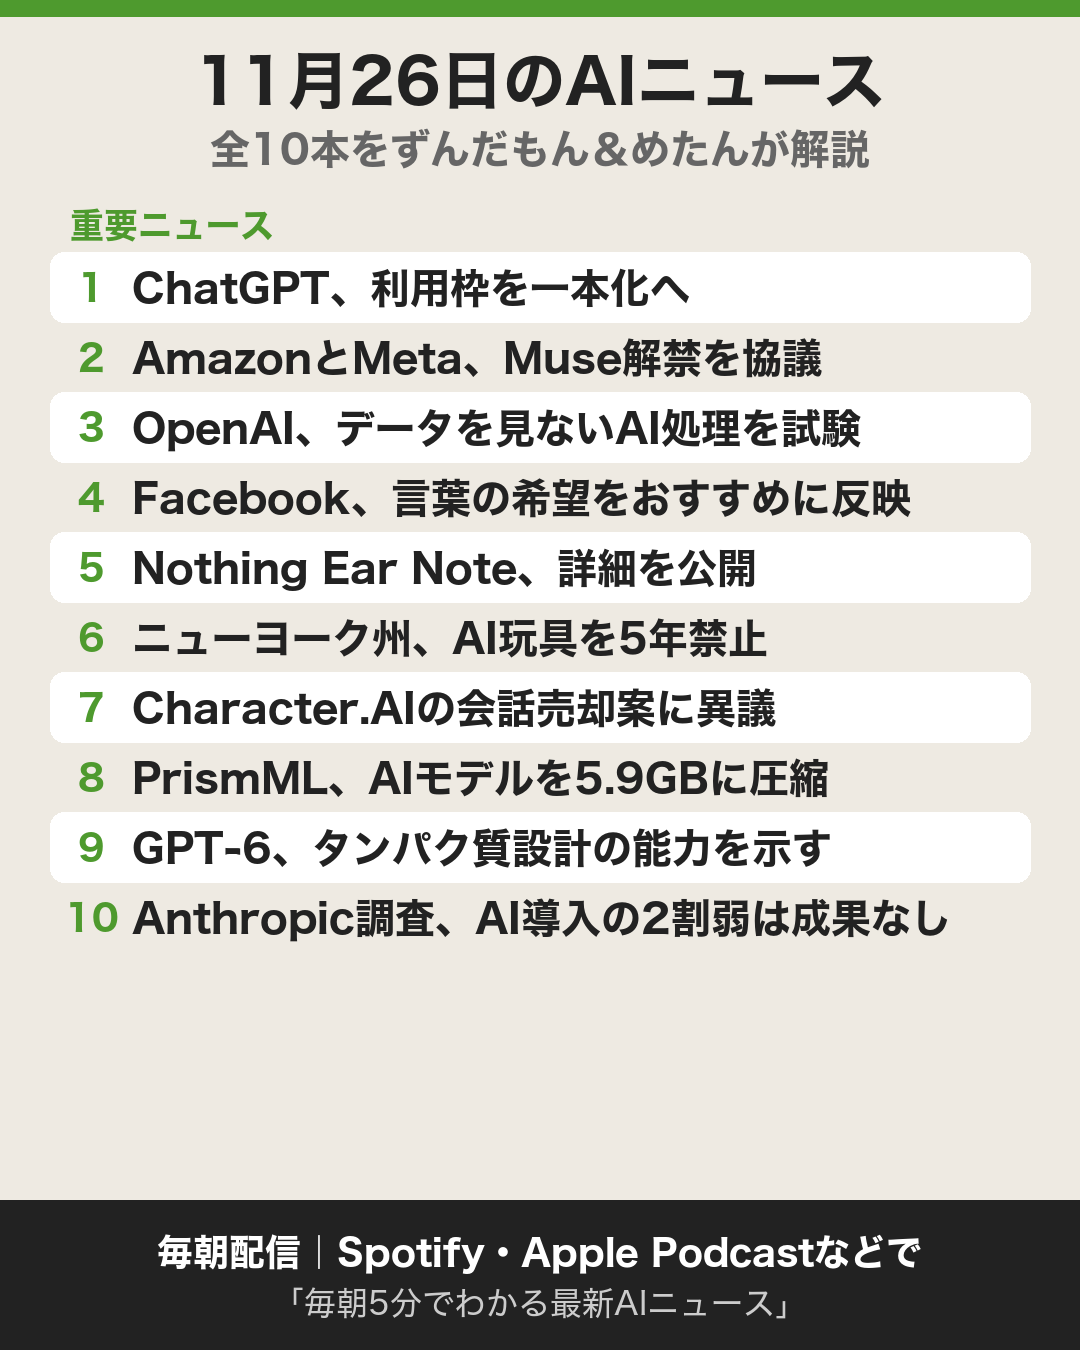 11月26日のAIニュース
全10本をずんだもん＆めたんが解説
重要ニュース
1 ChatGPT、利用枠を一本化へ
2 AmazonとMeta、Muse解禁を協議
3 OpenAI、データを見ないAI処理を試験
4 Facebook、言葉の希望をおすすめに反映
5 Nothing Ear Note、詳細を公開
6 ニューヨーク州、AI玩具を5年禁止
7 Character.AIの会話売却案に異議
8 PrismML、AIモデルを5.9GBに圧縮
9 GPT-6、タンパク質設計の能力を示す
10 Anthropic調査、AI導入の2割弱は成果なし
毎朝配信｜Spotify・Apple Podcastなどで
「毎朝5分でわかる最新AIニュース」